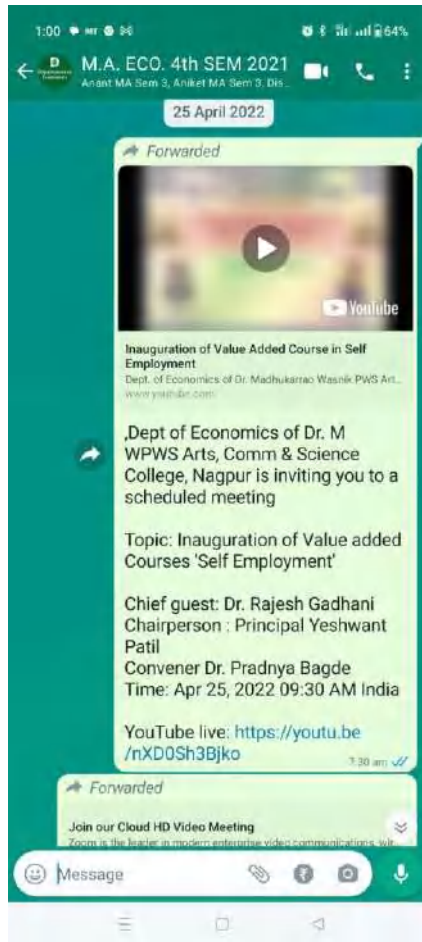 1:00
64%
M.A. ECO. 4th SEM 2021
Anant MA Sem 3, Aniket MA Sem 3, Dis...
25 April 2022
Forwarded
YouTube
Inauguration of Value Added Course in Self
Employment
Dept. of Economics of Dr. Madhukarrao Wasnik PWS Art...
www.youtube.com
,Dept of Economics of Dr. M
WPWS Arts, Comm & Science
College, Nagpur is inviting you to a
scheduled meeting
Topic: Inauguration of Value added
Courses 'Self Employment'
Chief guest: Dr. Rajesh Gadhani
Chairperson : Principal Yeshwant
Patil
Convener Dr. Pradnya Bagde
Time: Apr 25, 2022 09:30 AM India
YouTube live: https://youtu.be
/nXD0Sh3Bjko
7:30 am
Forwarded
Join our Cloud HD Video Meeting
Zoom is the leader in modern enterprise video communications, wit...
Message